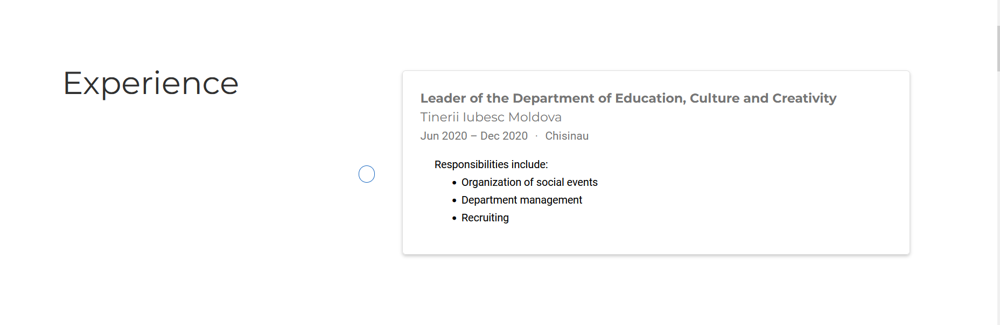 Experience
Leader of the Department of Education, Culture and Creativity
Tinerii Iubesc Moldova
Jun 2020 – Dec 2020 · Chisinau
Responsibilities include:
• Organization of social events
• Department management
• Recruiting